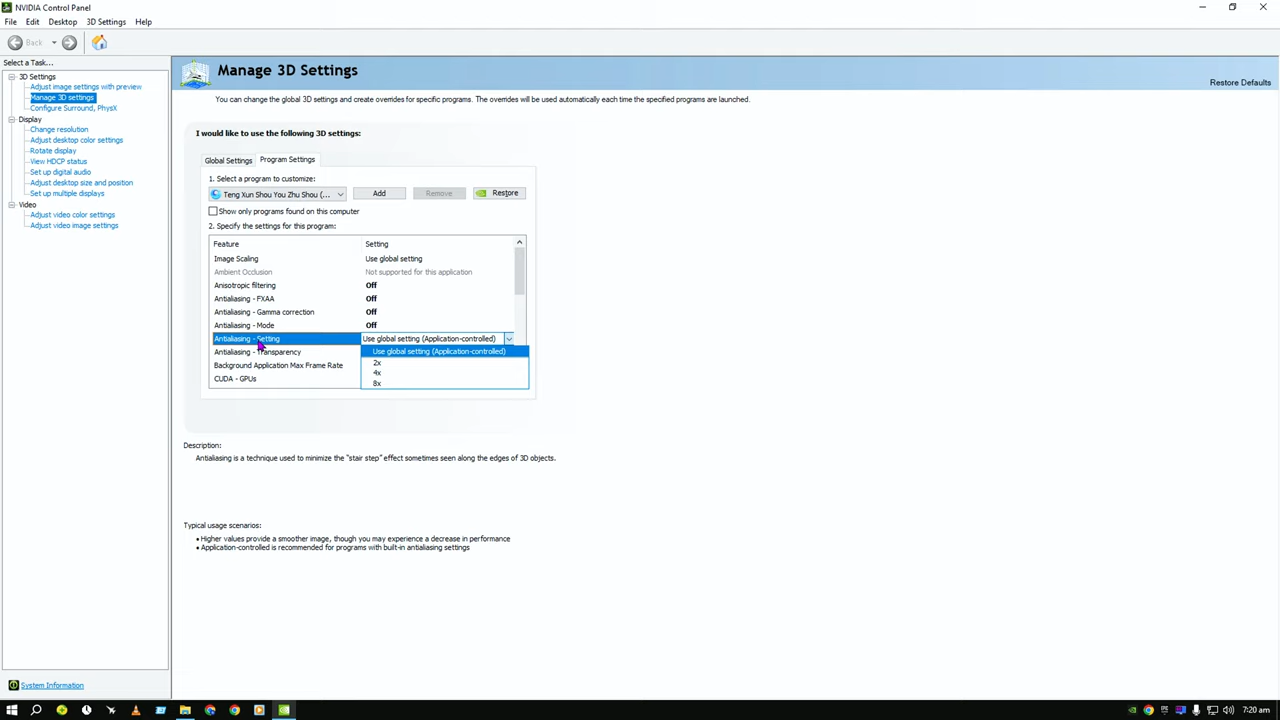 NVIDIA Control Panel
File Edit Desktop 3D Settings Help
Back
Select a Task...
3D Settings
Adjust image settings with preview
Manage 3D settings
Configure Surround, PhysX
Display
Change resolution
Adjust desktop color settings
Rotate display
View HDCP status
Set up digital audio
Adjust desktop size and position
Set up multiple displays
Video
Adjust video color settings
Adjust video image settings
System Information
Manage 3D Settings
Restore Defaults
You can change the global 3D settings and create overrides for specific programs. The overrides will be used automatically each time the specified programs are launched.
I would like to use the following 3D settings:
Global Settings Program Settings
1. Select a program to customize:
Teng Xun Shou You Zhu Shou (... Add Remove Restore
Show only programs found on this computer
2. Specify the settings for this program:
Feature Setting
Image Scaling Use global setting
Ambient Occlusion Not supported for this application
Anisotropic filtering Off
Antialiasing - FXAA Off
Antialiasing - Gamma correction Off
Antialiasing - Mode Off
Antialiasing - Setting Use global setting (Application-controlled)
Antialiasing - Transparency Use global setting (Application-controlled)
2x
Background Application Max Frame Rate 4x
CUDA - GPUs 8x
Description:
Antialiasing is a technique used to minimize the "stair step" effect sometimes seen along the edges of 3D objects.
Typical usage scenarios:
• Higher values provide a smoother image, though you may experience a decrease in performance
• Application-controlled is recommended for programs with built-in antialiasing settings
7:20 am